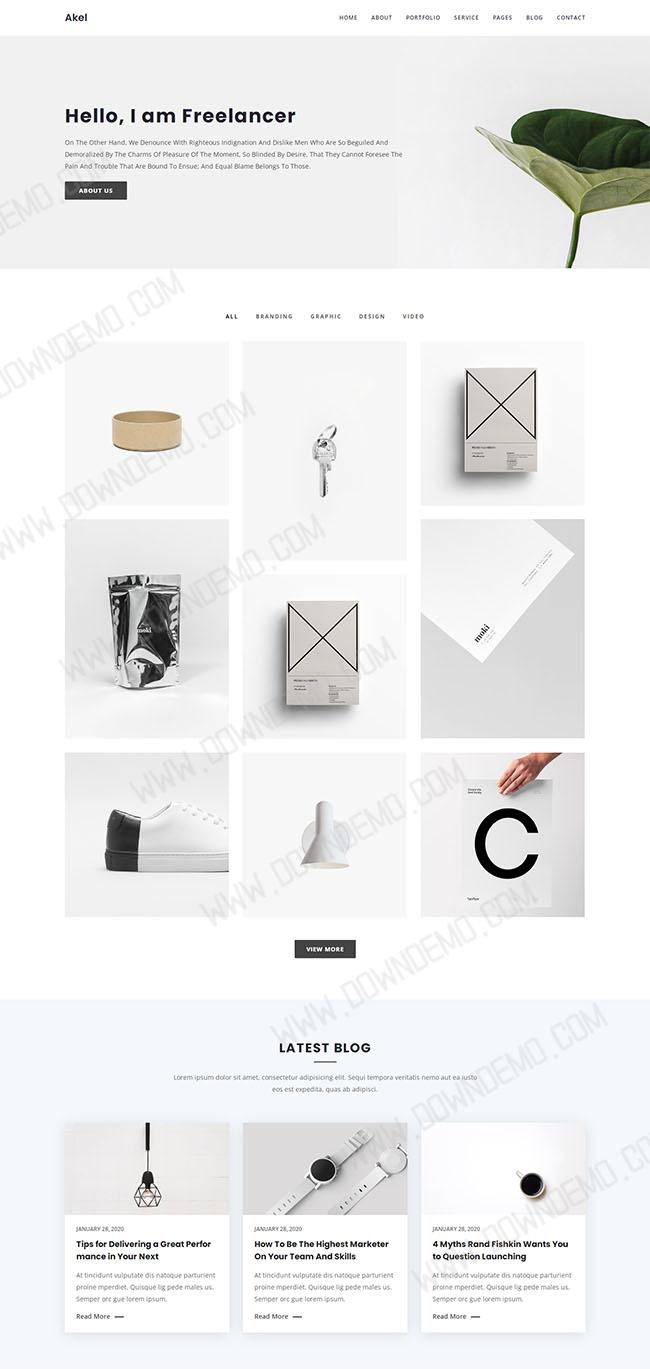 Akel
HOME ABOUT PORTFOLIO SERVICE PAGES BLOG CONTACT
Hello, I am Freelancer
On The Other Hand, We Denounce With Righteous Indignation And Dislike Men Who Are So Beguiled And
Demoralized By The Charms Of Pleasure Of The Moment, So Blinded By Desire, That They Cannot Foresee The
Pain And Trouble That Are Bound To Ensue; And Equal Blame Belongs To Those.
ABOUT US
ALL BRANDING GRAPHIC DESIGN VIDEO
moki
moki
C
VIEW MORE
LATEST BLOG
Lorem ipsum dolor sit amet, consectetur adipisicing elit. Sequi tempora veritatis nemo aut ea iusto
eos est expedita, quas ab adipisci.
JANUARY 28, 2020
Tips for Delivering a Great Perfor
mance in Your Next
At tincidunt vulputate dis natoque parturient
proine mperdiet. Quisque lig pede males us.
Semper orc gue lorem ipsum.
Read More
JANUARY 28, 2020
How To Be The Highest Marketer
On Your Team And Skills
At tincidunt vulputate dis natoque parturient
proine mperdiet. Quisque lig pede males us.
Semper orc gue lorem ipsum.
Read More
JANUARY 28, 2020
4 Myths Rand Fishkin Wants You
to Question Launching
At tincidunt vulputate dis natoque parturient
proine mperdiet. Quisque lig pede males us.
Semper orc gue lorem ipsum.
Read More
WWW.DOWNDEMO.COM